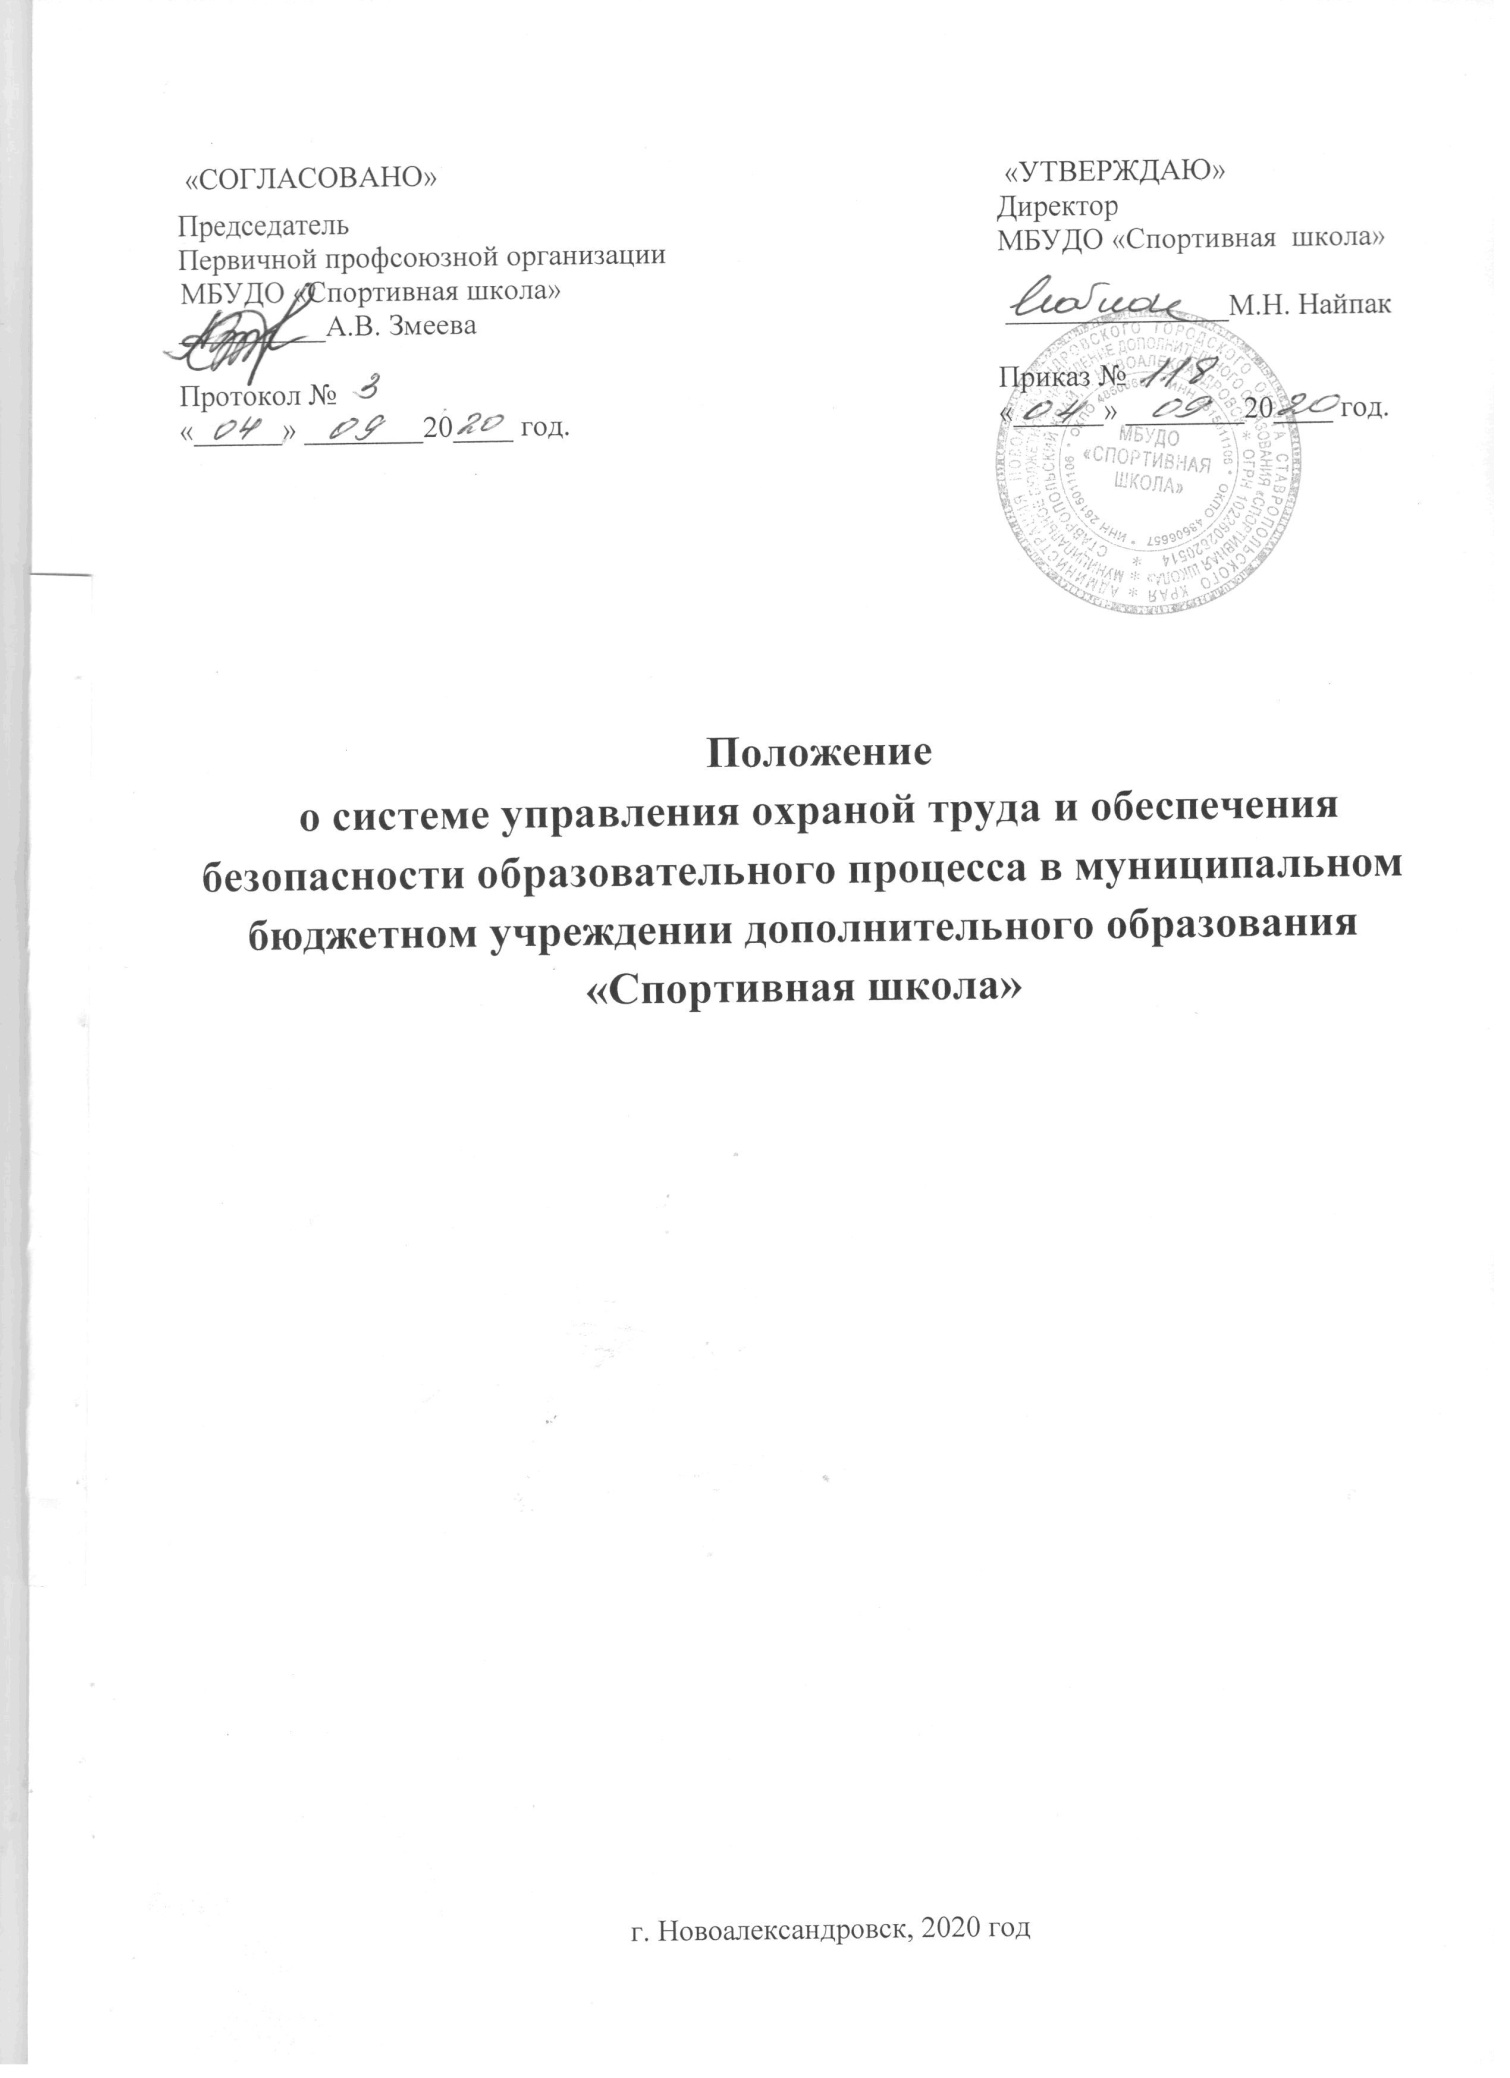 «СОГЛАСОВАНО»
Председатель
Первичной профсоюзной организации
МБУДО «Спортивная школа»
А.В. Змеева
Протокол № 3
« 04 » 09 2020 год.
«УТВЕРЖДАЮ»
Директор
МБУДО «Спортивная школа»
М.Н. Найпак
Приказ № 118
« 04 » 09 2020 год.
МБУДО
«СПОРТИВНАЯ
ШКОЛА»
Положение
о системе управления охраной труда и обеспечения
безопасности образовательного процесса в муниципальном
бюджетном учреждении дополнительного образования
«Спортивная школа»
г. Новоалександровск, 2020 год